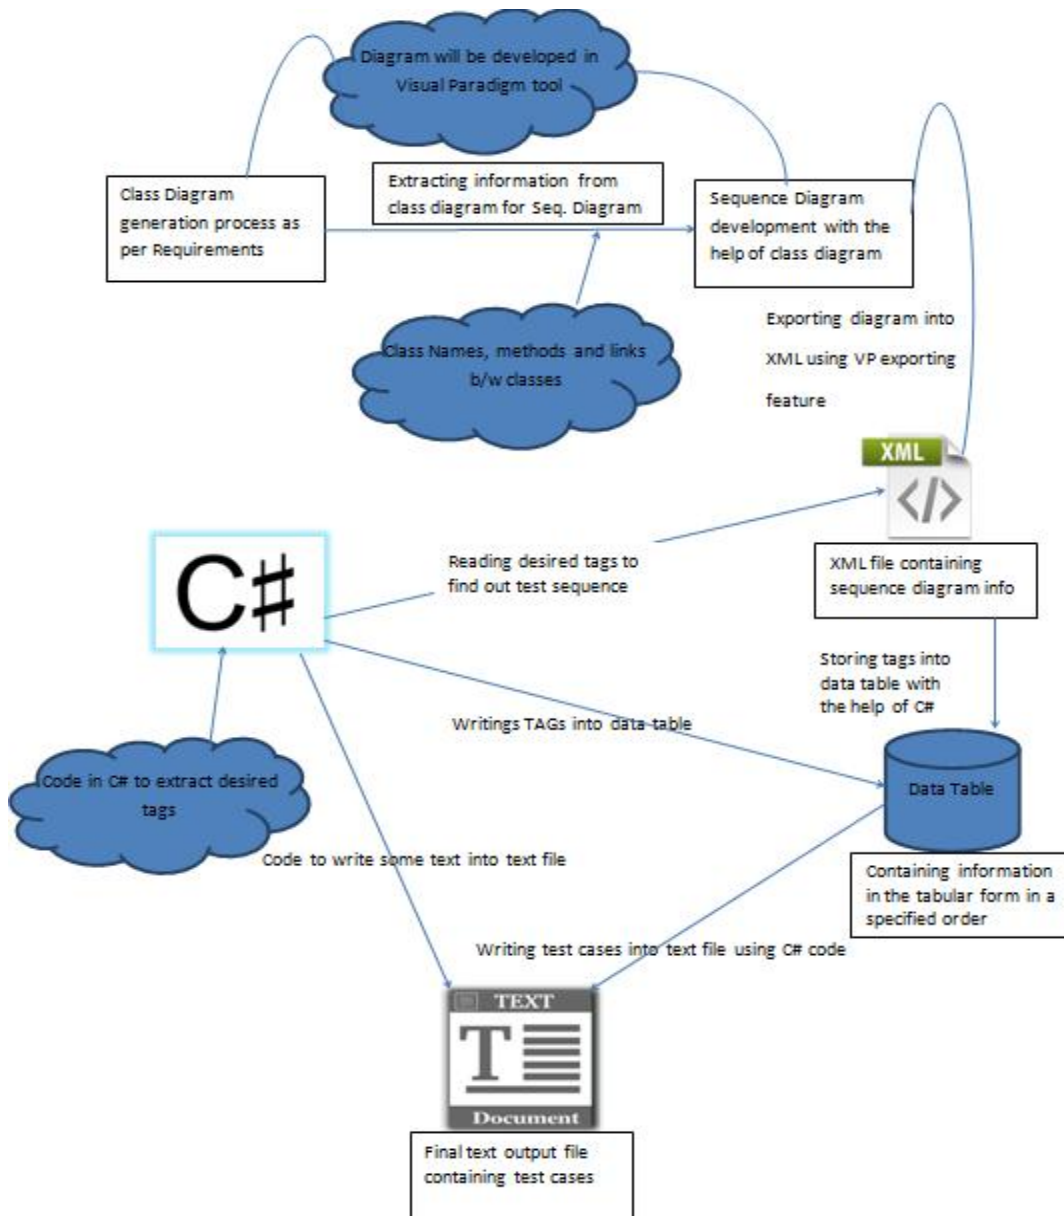 Diagram will be developed in
Visual Paradigm tool
Class Diagram
generation process as
per Requirements
Extracting information from
class diagram for Seq. Diagram
Sequence Diagram
development with the
help of class diagram
Class Names, methods and links
b/w classes
Exporting diagram into
XML using VP exporting
feature
XML
</>
XML file containing
sequence diagram info
C#
Reading desired tags to
find out test sequence
Storing tags into
data table with
the help of C#
Writings TAGs into data table
Code in C# to extract desired
tags
Data Table
Code to write some text into text file
Containing information
in the tabular form in a
specified order
Writing test cases into text file using C# code
TEXT
T
Document
Final text output file
containing test cases